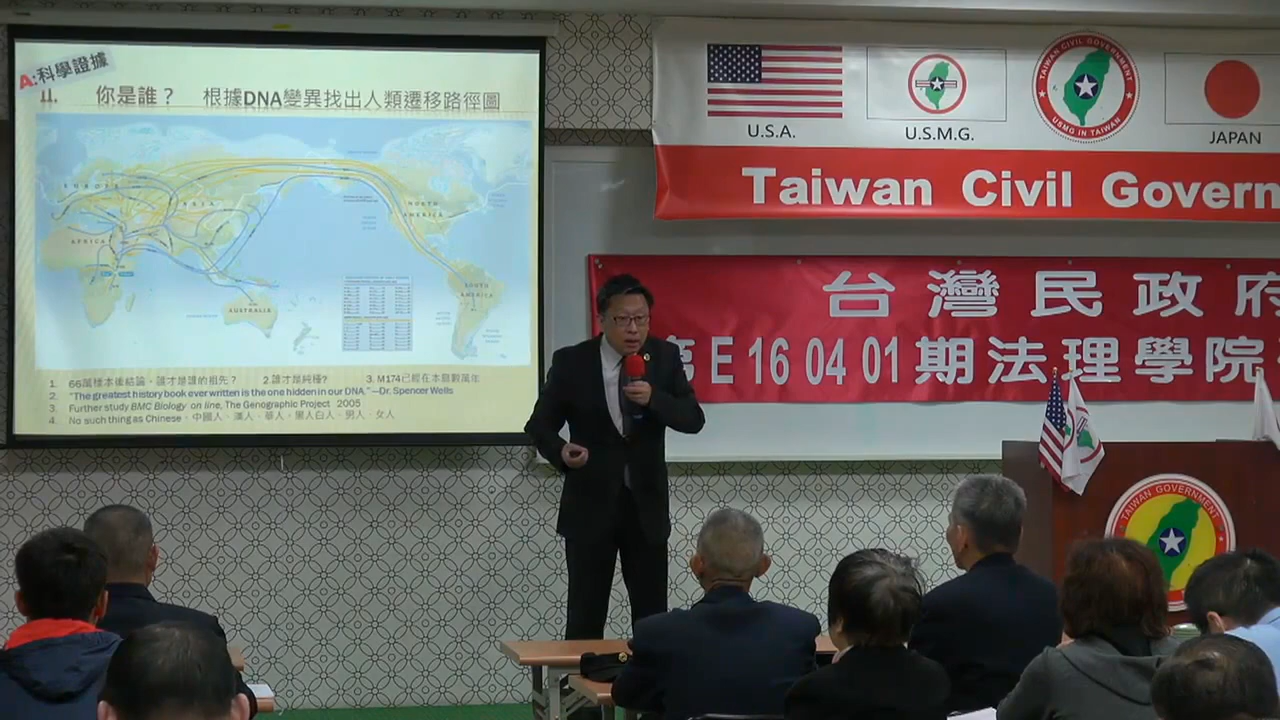 A:科學證據
II. 你是誰？ 根據DNA變異找出人類遷移路徑圖
EUROPE
ASIA
AFRICA
NORTH
AMERICA
SOUTH
AMERICA
AUSTRALIA
1. 66萬樣本後結論，誰才是誰的祖先？ 2.誰才是純種? 3. M174已經在本島數萬年
2. "The greatest history book ever written is the one hidden in our DNA."—Dr. Spencer Wells
3. Further study BMC Biology on line, The Genographic Project 2005
4. No such thing as Chinese、中國人、漢人、華人，黑人白人、男人、女人
U.S.A.
U.S.M.G.
TAIWAN CIVIL GOVERNMENT
USMG IN TAIWAN
JAPAN
Taiwan Civil Govern
台灣民政府
第E 16 04 01期法理學院
TAIWAN GOVERNMENT